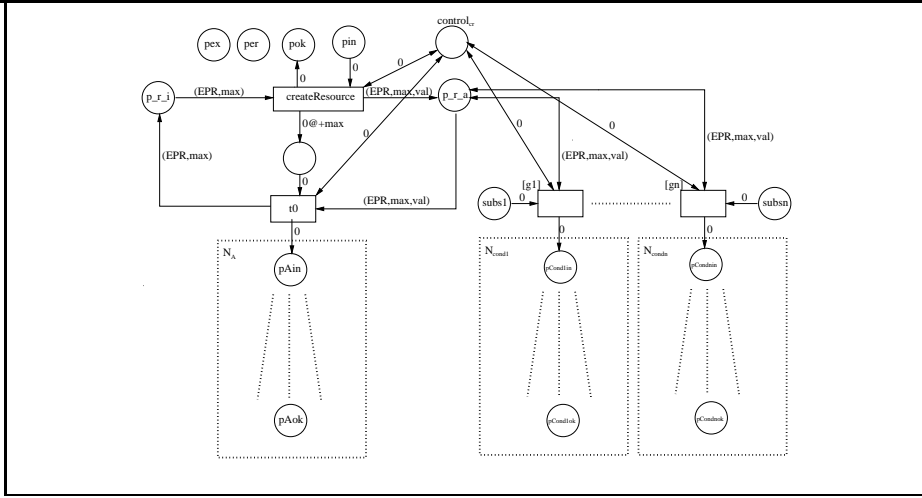 control_cr
pex per pok pin
0 0 0
p_r_i (EPR,max) createResource (EPR,max,val) p_r_a
0@+max 0 0 0
(EPR,max) (EPR,max,val) (EPR,max,val)
0
[g1] [gn]
t0 (EPR,max,val) subs1 0 0 subsn
0 0 0
N_A N_cond1 N_condn
pAin pCond1in pCondnin
pAok pCond1ok pCondnok